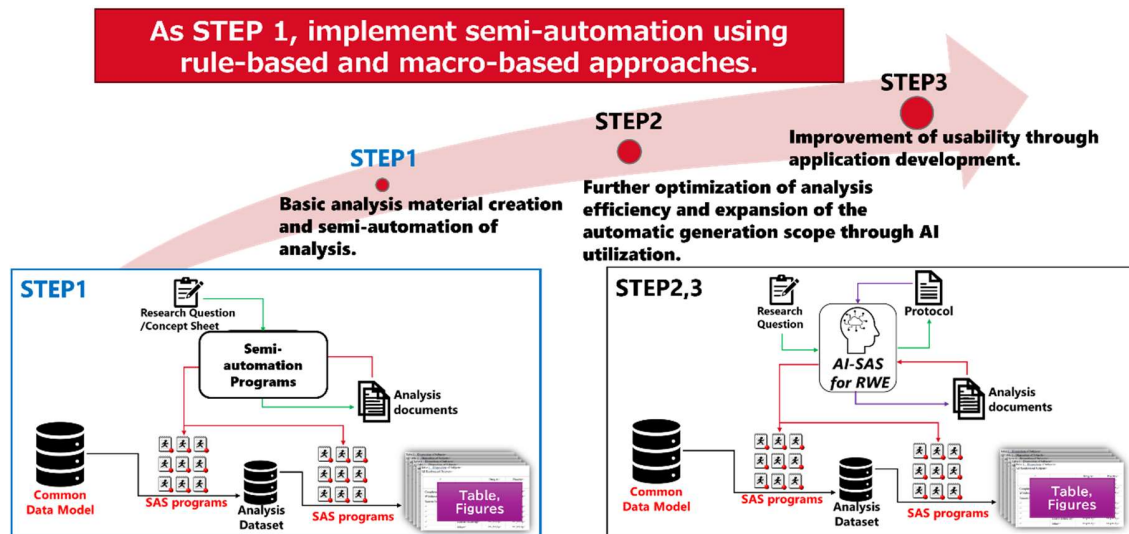 As STEP 1, implement semi-automation using
rule-based and macro-based approaches.
STEP3
Improvement of usability through
application development.
STEP2
Further optimization of analysis
efficiency and expansion of the
automatic generation scope through AI
utilization.
STEP1
Basic analysis material creation
and semi-automation of
analysis.
STEP1
Research Question
/Concept Sheet
Semi-
automation
Programs
Analysis
documents
Common
Data Model
SAS programs
Analysis
Dataset
SAS programs
Table,
Figures
STEP2,3
Research
Question
Protocol
AI-SAS
for RWE
Analysis
documents
Common
Data Model
SAS programs
Analysis
Dataset
SAS programs
Table,
Figures